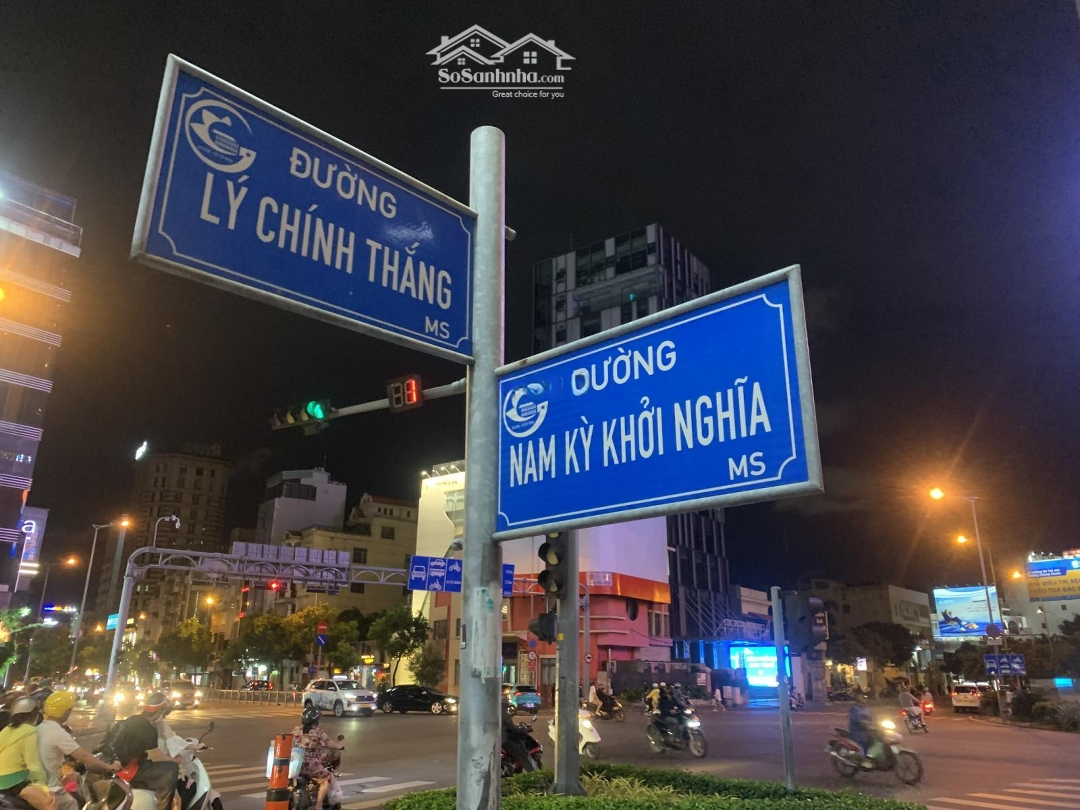 SoSanhnha.com
Great choice for you
ĐƯỜNG
LÝ CHÍNH THẮNG
MS
ĐƯỜNG
NAM KỲ KHỞI NGHĨA
MS